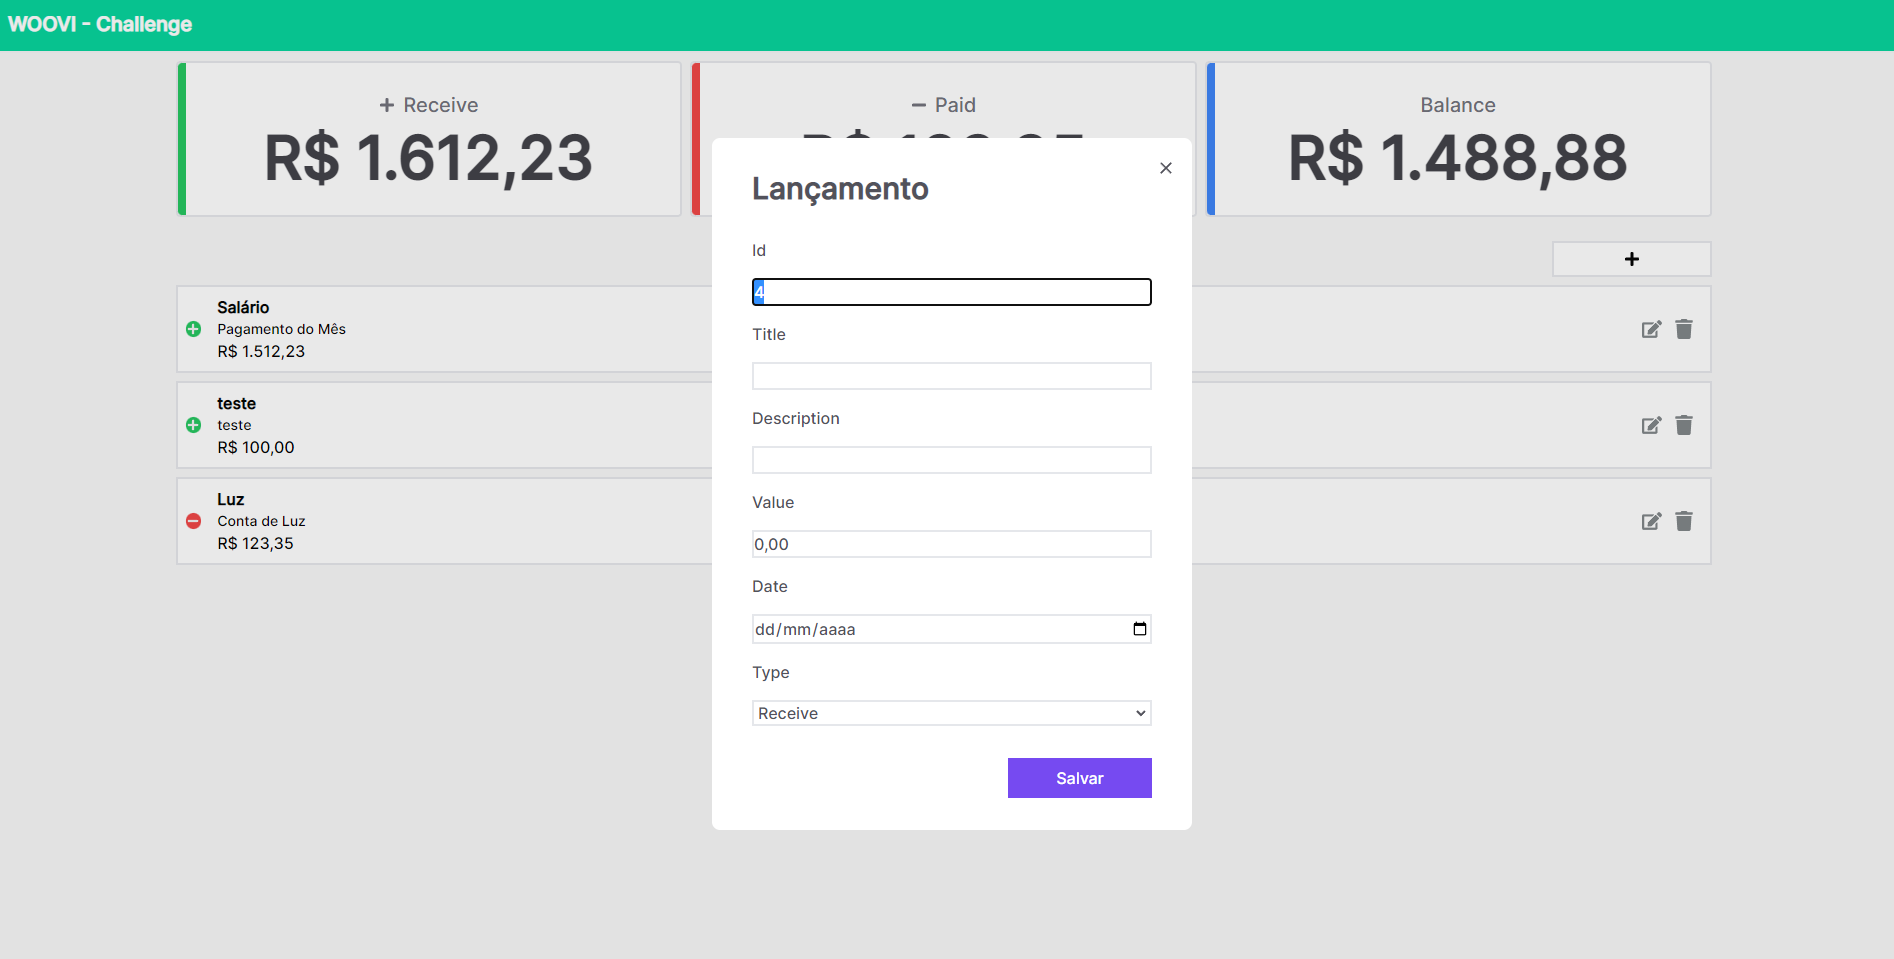 WOOVI - Challenge
Receive
R$ 1.612,23
Paid
Balance
R$ 1.488,88
Salário
Pagamento do Mês
R$ 1.512,23
teste
teste
R$ 100,00
Luz
Conta de Luz
R$ 123,35
Lançamento
Id
4
Title
Description
Value
0,00
Date
dd/mm/aaaa
Type
Receive
Salvar